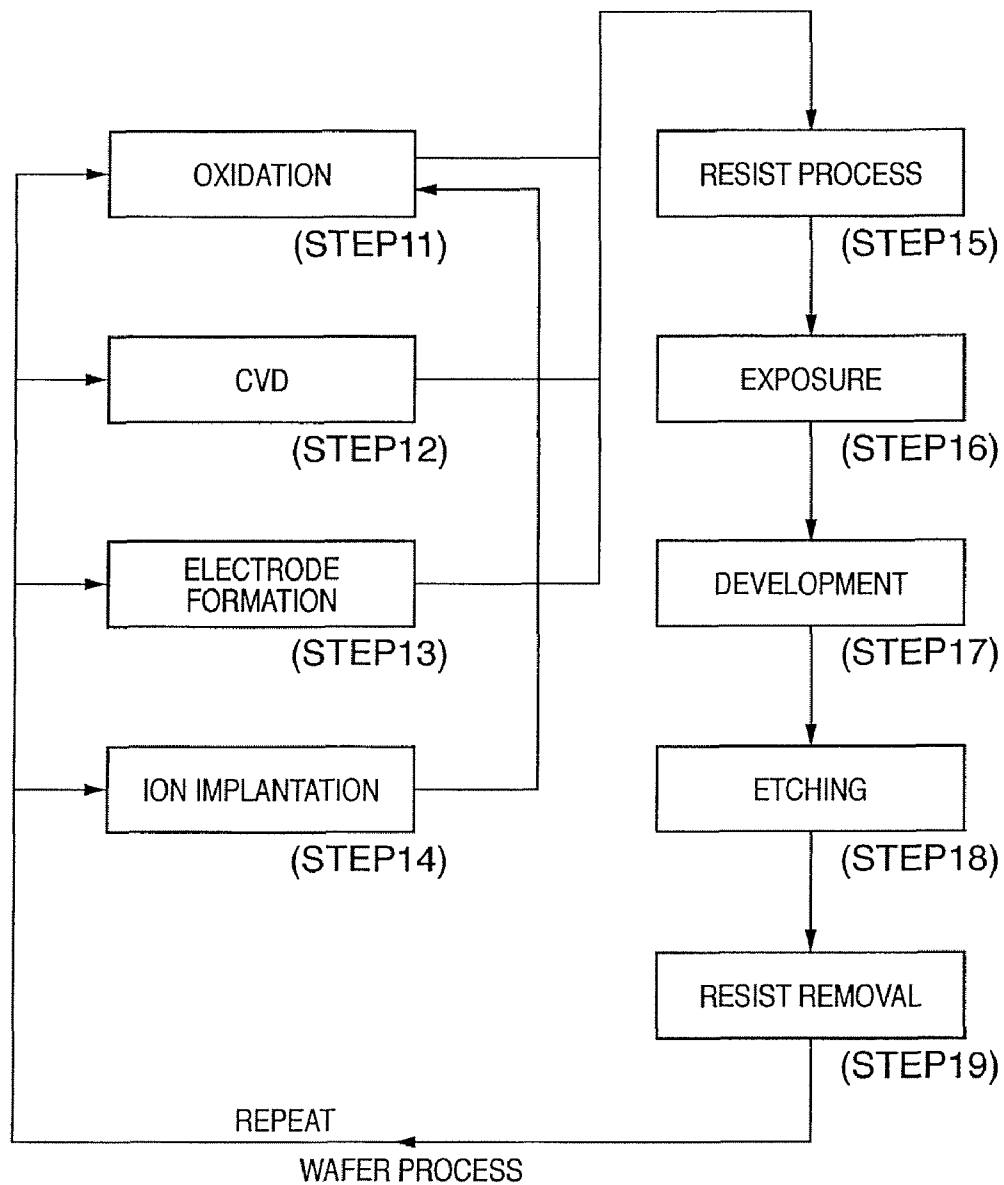 OXIDATION
(STEP11)
CVD
(STEP12)
ELECTRODE
FORMATION
(STEP13)
ION IMPLANTATION
(STEP14)
RESIST PROCESS
(STEP15)
EXPOSURE
(STEP16)
DEVELOPMENT
(STEP17)
ETCHING
(STEP18)
RESIST REMOVAL
(STEP19)
REPEAT
WAFER PROCESS